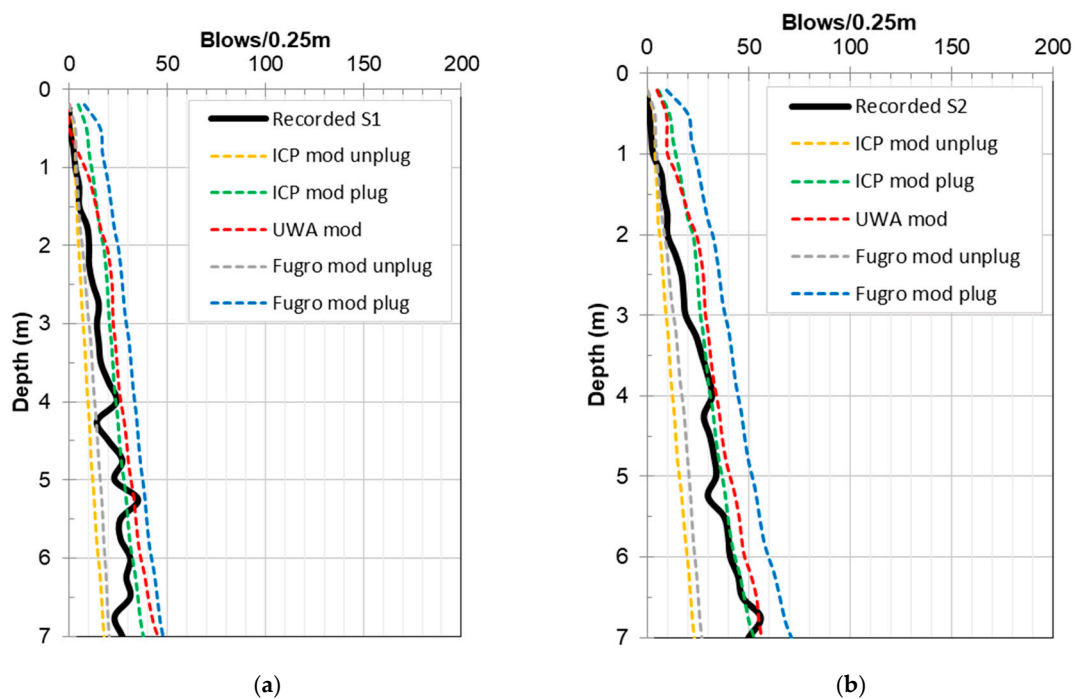 Blows/0.25m
0 50 100 150 200
0
1
2
3
4
5
6
7
Depth (m)
Recorded S1
ICP mod unplug
ICP mod plug
UWA mod
Fugro mod unplug
Fugro mod plug
(a)
Blows/0.25m
0 50 100 150 200
0
1
2
3
4
5
6
7
Depth (m)
Recorded S2
ICP mod unplug
ICP mod plug
UWA mod
Fugro mod unplug
Fugro mod plug
(b)